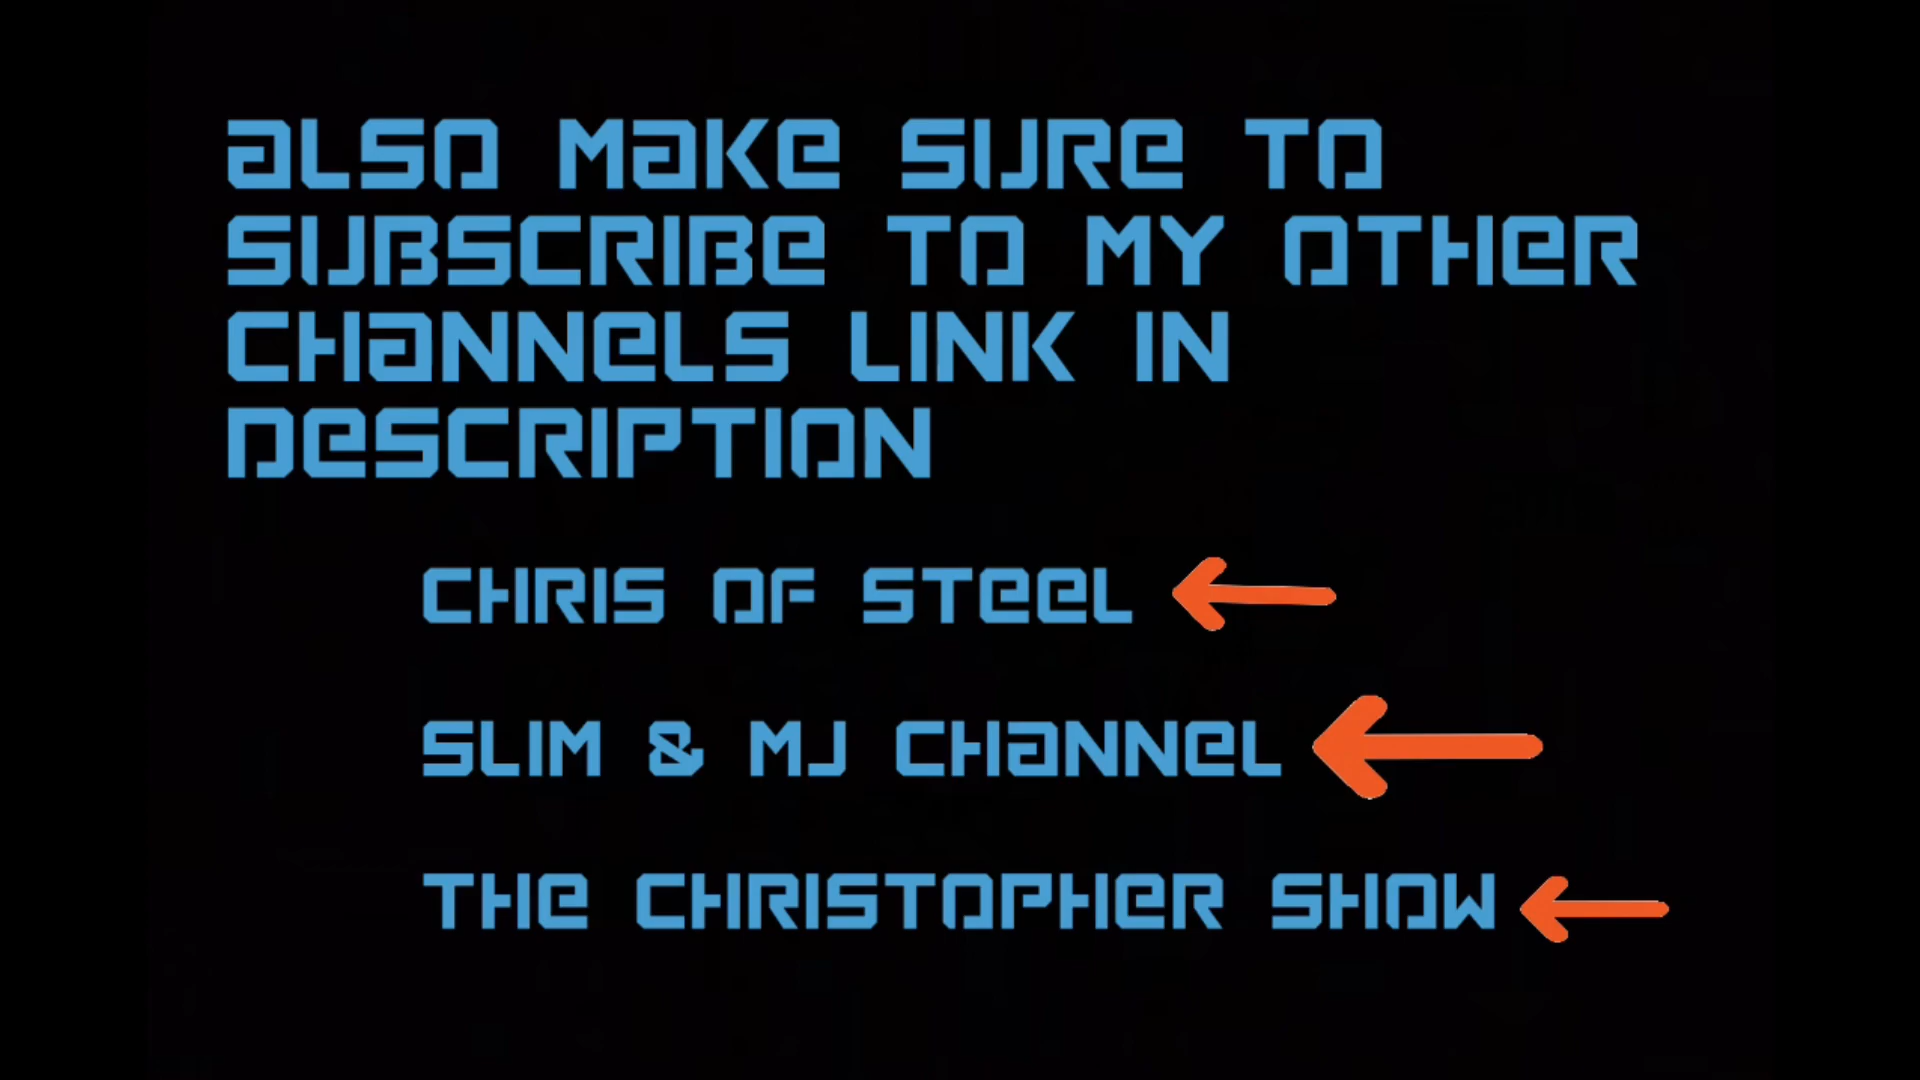 ALSO MAKE SURE TO
SUBSCRIBE TO MY OTHER
CHANNELS LINK IN
DESCRIPTION
CHRIS OF STEEL
SLIM & MJ CHANNEL
THE CHRISTOPHER SHOW